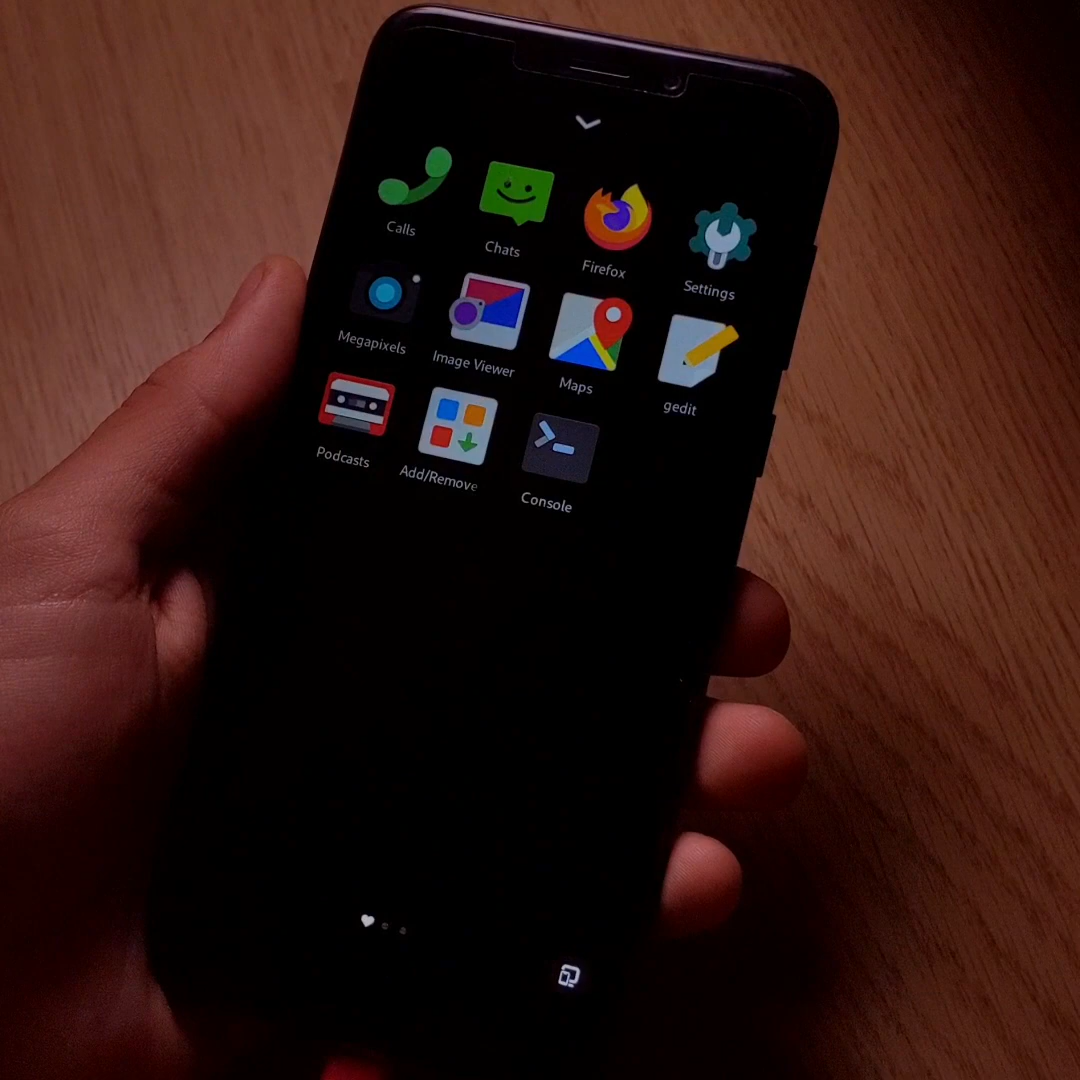 Calls
Chats
Firefox
Settings
Megapixels
Image Viewer
Maps
gedit
Podcasts
Add/Remove
Console